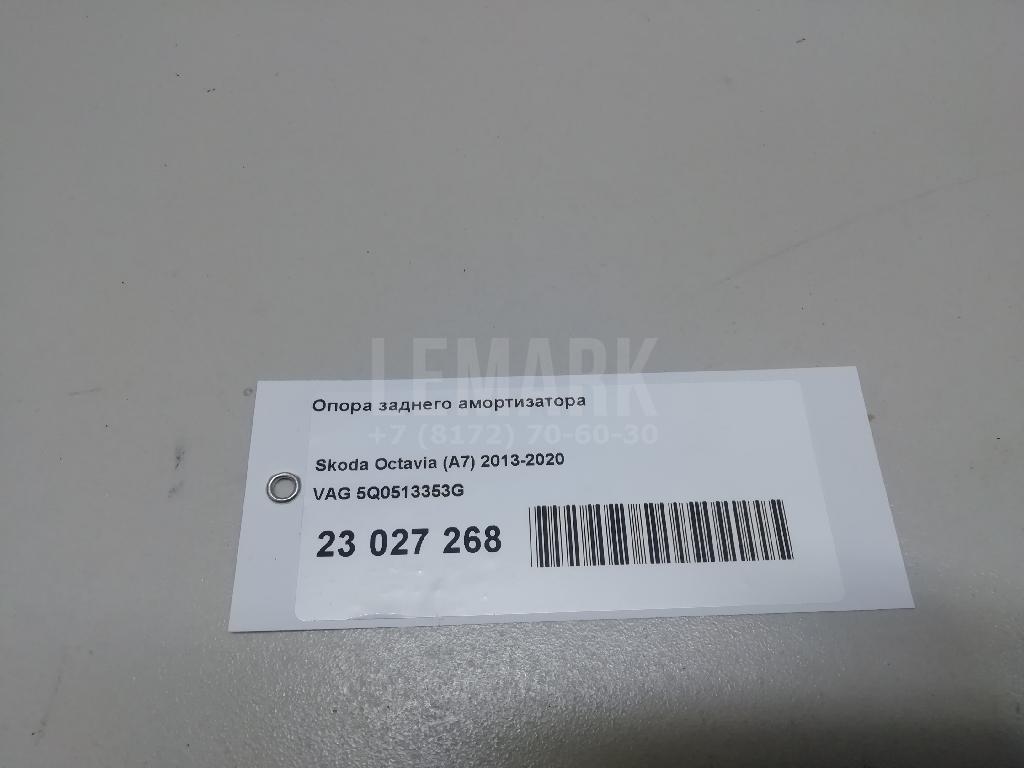 LEMARK
Опора заднего амортизатора
+7 (8172) 70-60-30
Skoda Octavia (A7) 2013-2020
VAG 5Q0513353G
23 027 268